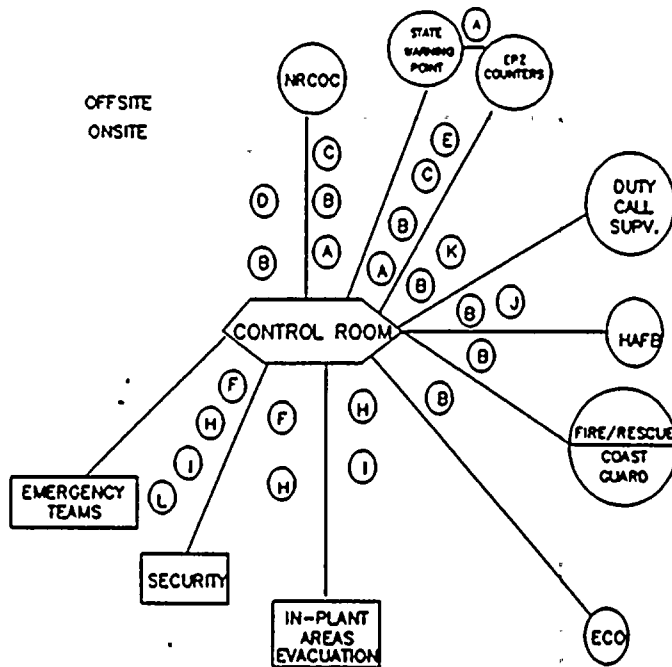 STATE
WARNING
POINT
A
EPZ
COUNTERS
NRCOC
OFFSITE
ONSITE
C
E
C
D
B
B
K
B
A
A
B
DUTY
CALL
SUPV.
B
J
CONTROL ROOM
HAFB
B
F
H
B
H
F
I
I
L
H
FIRE/RESCUE
COAST
GUARD
EMERGENCY
TEAMS
SECURITY
IN-PLANT
AREAS
EVACUATION
ECO